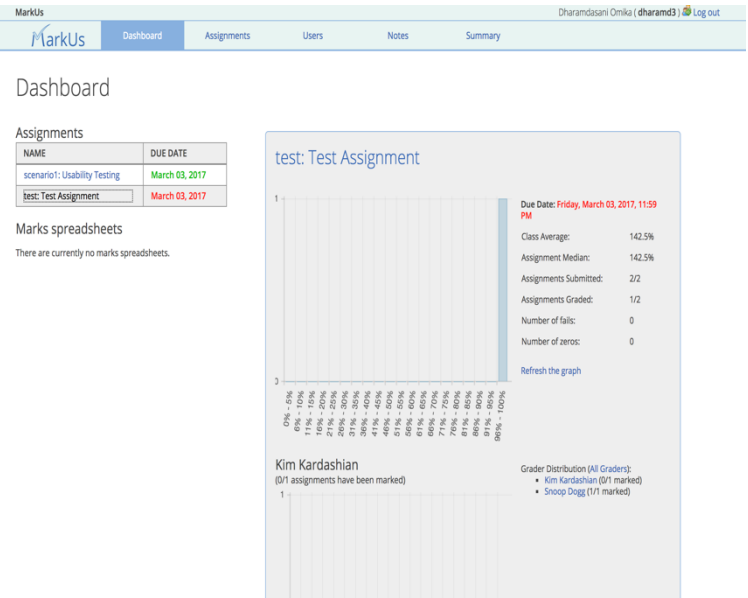 MarkUs
Dharamdasani Omika ( dharamd3 ) Log out
MarkUs
Dashboard Assignments Users Notes Summary
Dashboard
Assignments
NAME DUE DATE
scenario1: Usability Testing March 03, 2017
test: Test Assignment March 03, 2017
Marks spreadsheets
There are currently no marks spreadsheets.
test: Test Assignment
1
0
0% - 5%
6% - 10%
11% - 15%
16% - 20%
21% - 25%
26% - 30%
31% - 35%
36% - 40%
41% - 45%
46% - 50%
51% - 55%
56% - 60%
61% - 65%
66% - 70%
71% - 75%
76% - 80%
81% - 85%
86% - 90%
91% - 95%
96% - 100%
Due Date: Friday, March 03, 2017, 11:59
PM
Class Average: 142.5%
Assignment Median: 142.5%
Assignments Submitted: 2/2
Assignments Graded: 1/2
Number of fails: 0
Number of zeros: 0
Refresh the graph
Kim Kardashian
(0/1 assignments have been marked)
1
Grader Distribution (All Graders):
Kim Kardashian (0/1 marked)
Snoop Dogg (1/1 marked)